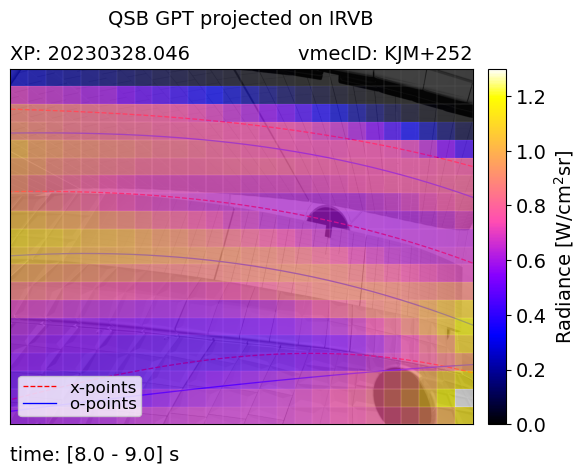 QSB GPT projected on IRVB
XP: 20230328.046 vmecID: KJM+252
1.2
1.0
0.8
0.6
0.4
0.2
0.0
Radiance [W/cm²sr]
x-points
o-points
time: [8.0 - 9.0] s